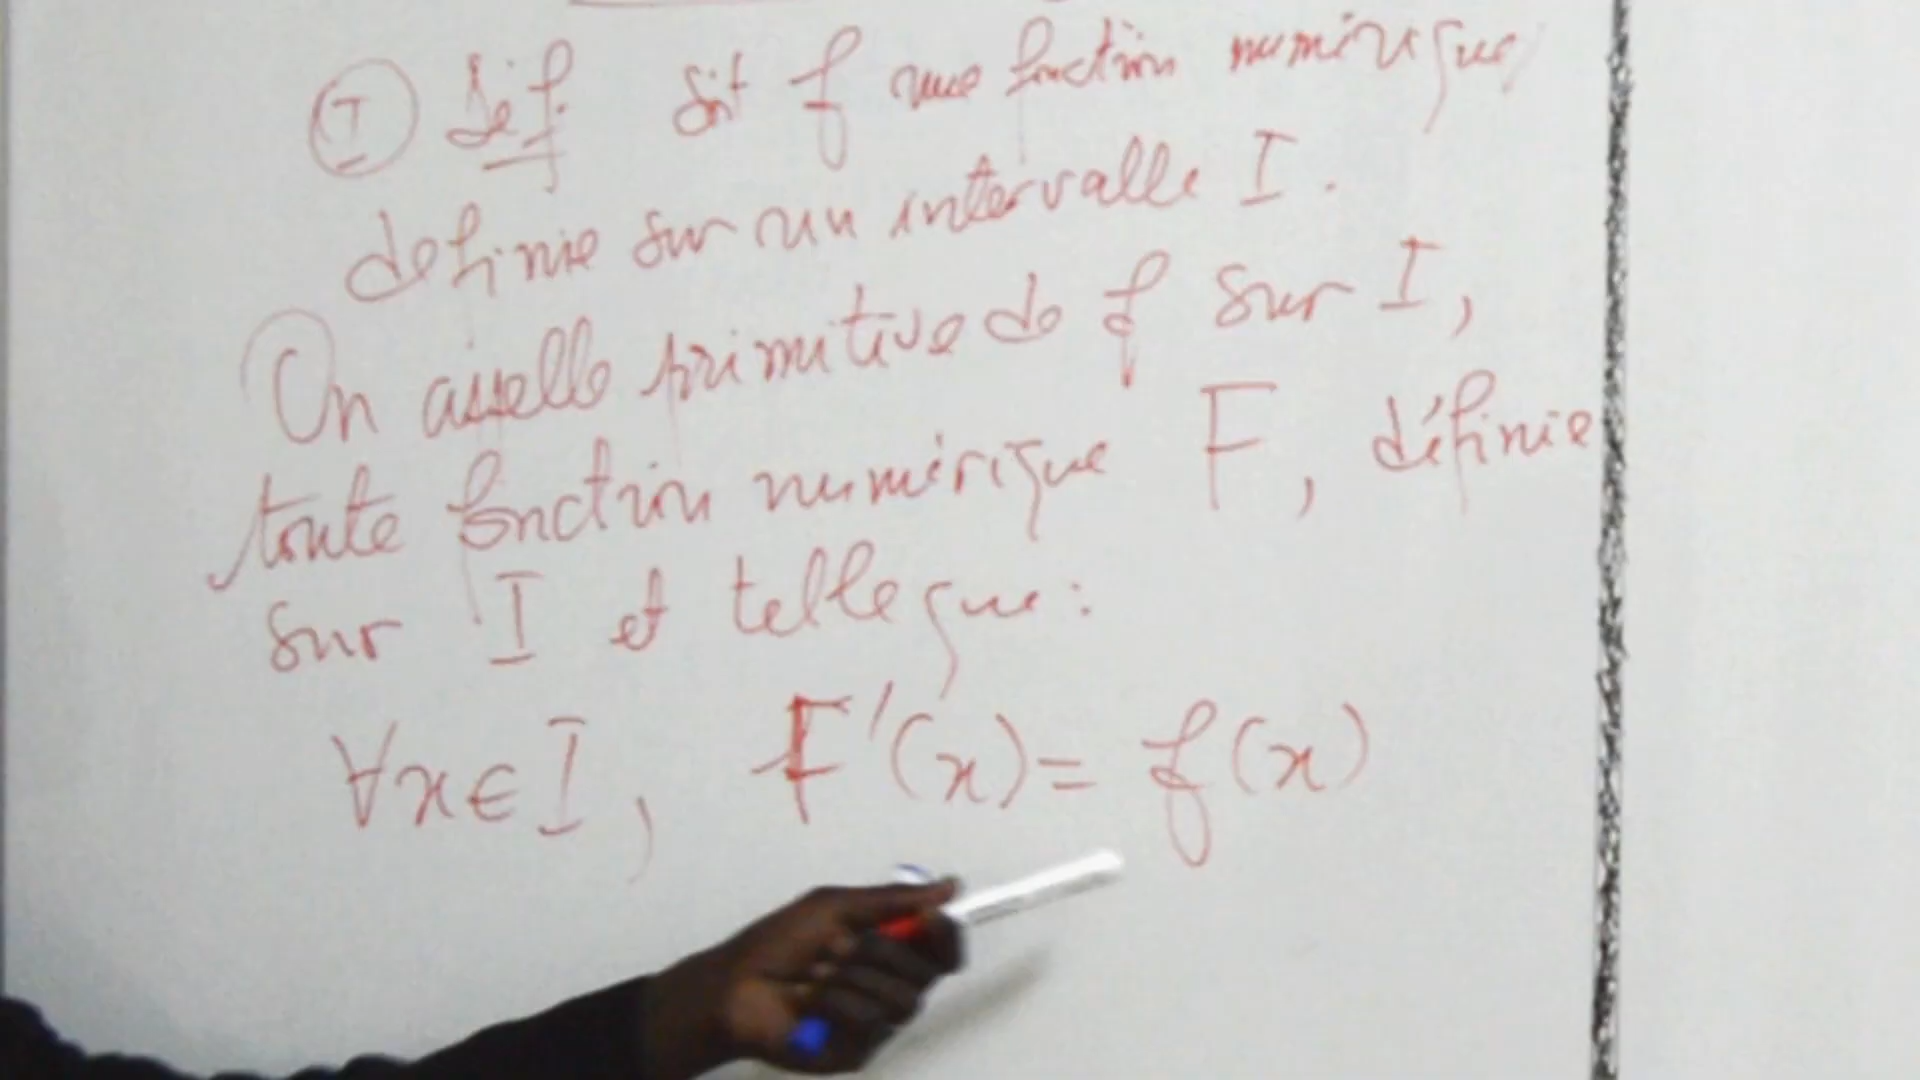 I Déf. Soit f une fonction numérique
definie sur un intervalle I.
On appelle primitive de f sur I,
toute fonction numérique F, définie
sur I et telle que:
∀x∈I, F'(x)= f(x)